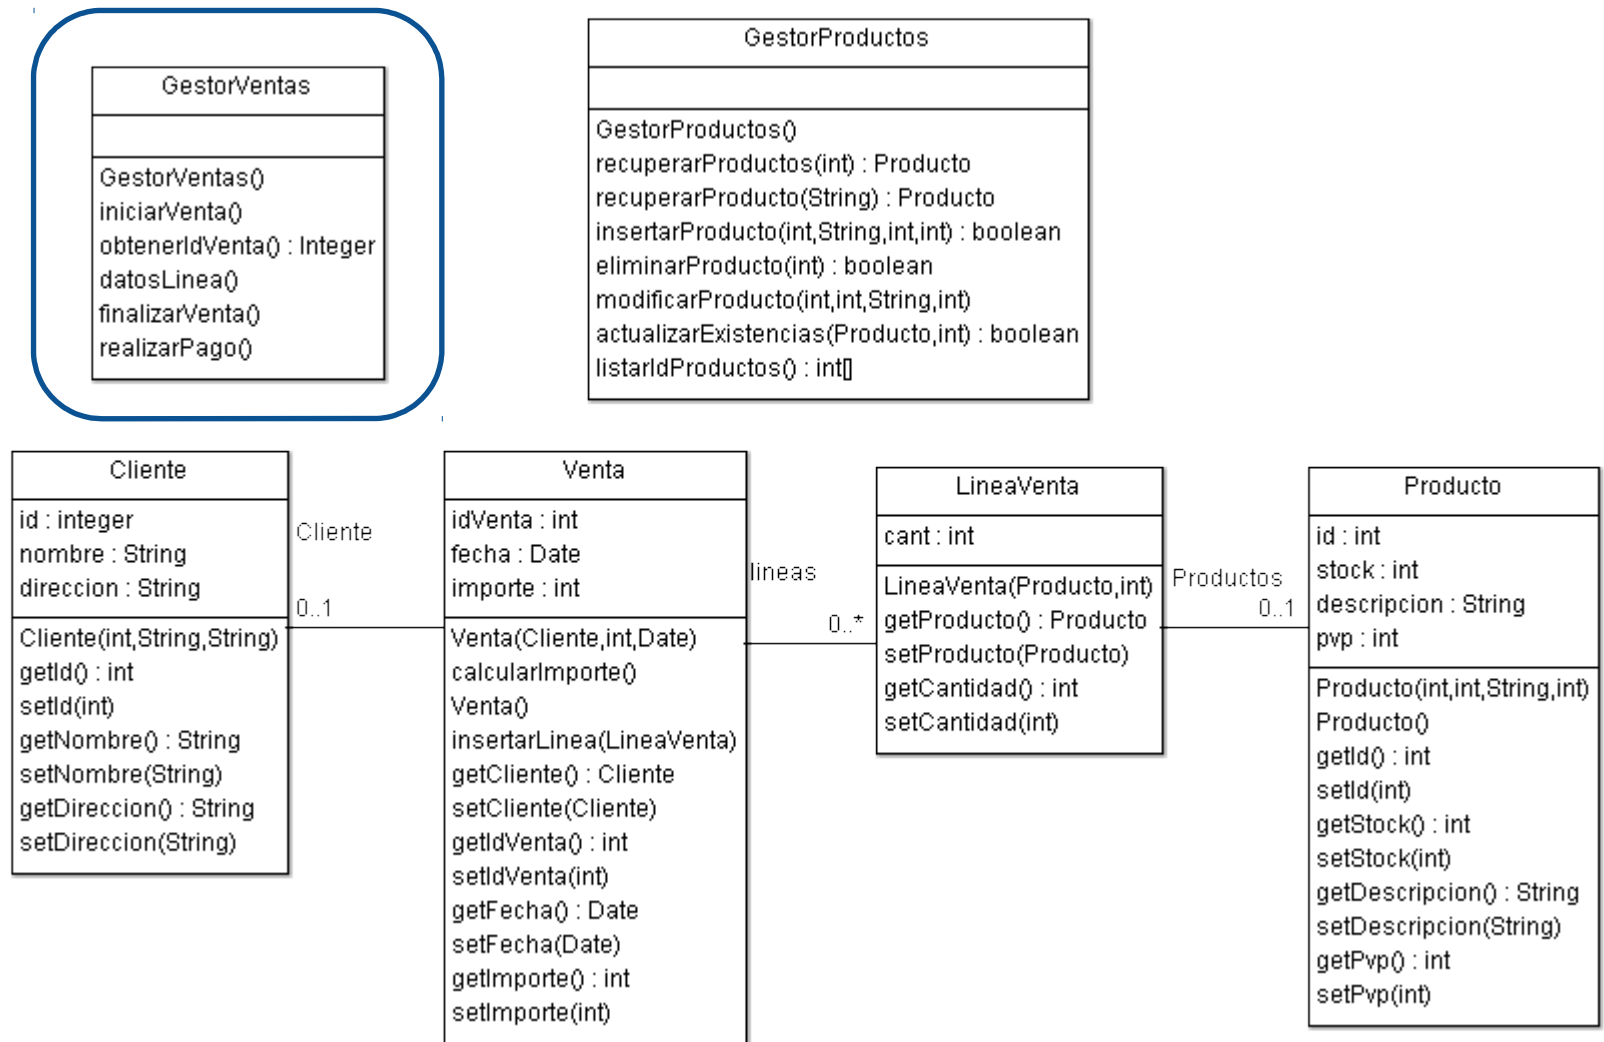 GestorVentas
GestorVentas()
iniciarVenta()
obtenerIdVenta() : Integer
datosLinea()
finalizarVenta()
realizarPago()
GestorProductos
GestorProductos()
recuperarProductos(int) : Producto
recuperarProducto(String) : Producto
insertarProducto(int,String,int,int) : boolean
eliminarProducto(int) : boolean
modificarProducto(int,int,String,int)
actualizarExistencias(Producto,int) : boolean
listarIdProductos() : int[]
Cliente
id : integer
nombre : String
direccion : String
Cliente(int,String,String)
getId() : int
setId(int)
getNombre() : String
setNombre(String)
getDireccion() : String
setDireccion(String)
Cliente
0..1
Venta
idVenta : int
fecha : Date
importe : int
Venta(Cliente,int,Date)
calcularImporte()
Venta()
insertarLinea(LineaVenta)
getCliente() : Cliente
setCliente(Cliente)
getIdVenta() : int
setIdVenta(int)
getFecha() : Date
setFecha(Date)
getImporte() : int
setImporte(int)
lineas
0..*
LineaVenta
cant : int
LineaVenta(Producto,int)
getProducto() : Producto
setProducto(Producto)
getCantidad() : int
setCantidad(int)
Productos
0..1
Producto
id : int
stock : int
descripcion : String
pvp : int
Producto(int,int,String,int)
Producto()
getId() : int
setId(int)
getStock() : int
setStock(int)
getDescripcion() : String
setDescripcion(String)
getPvp() : int
setPvp(int)